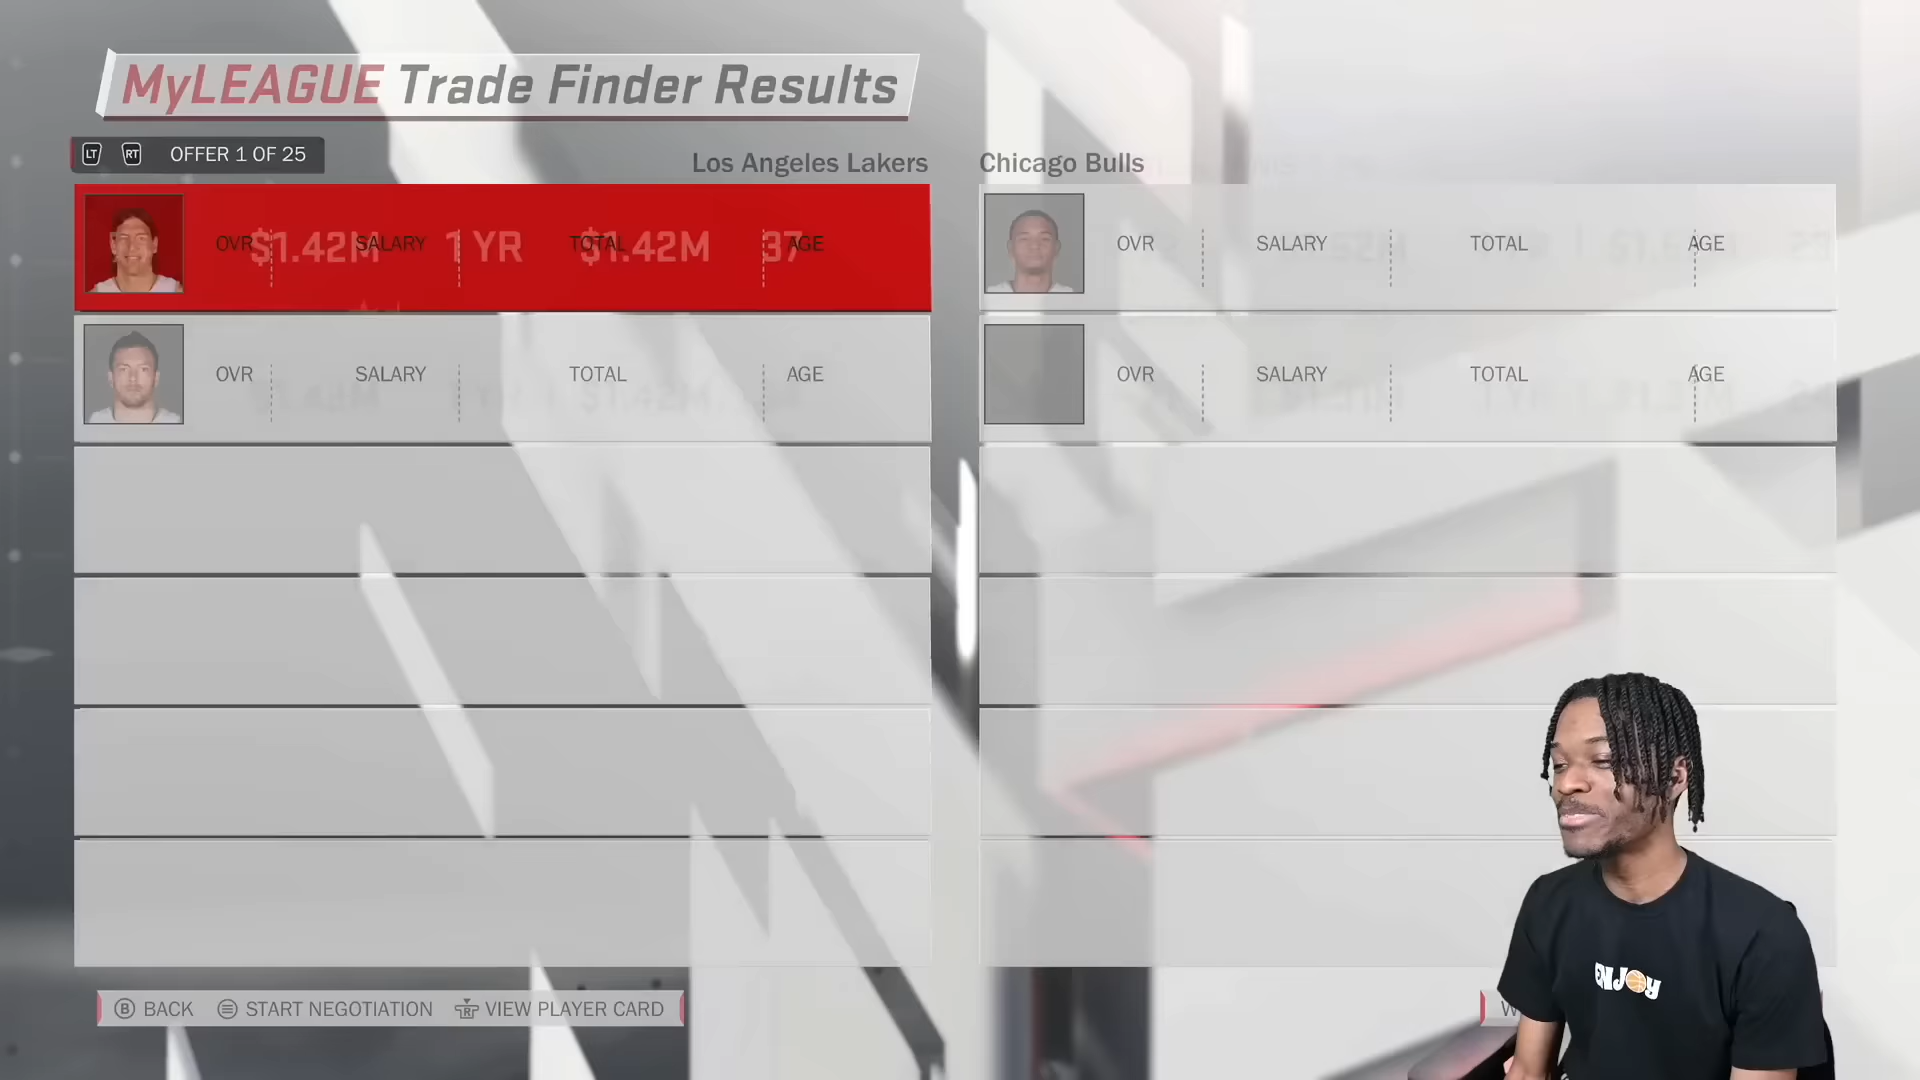 MyLEAGUE Trade Finder Results
LT RT OFFER 1 OF 25
Los Angeles Lakers
Chicago Bulls
OVR SALARY TOTAL AGE
$1.42M 1 YR $1.42M 37
OVR SALARY TOTAL AGE
OVR SALARY TOTAL AGE
$1.42M
OVR SALARY TOTAL AGE
B BACK START NEGOTIATION R VIEW PLAYER CARD
ENJOY